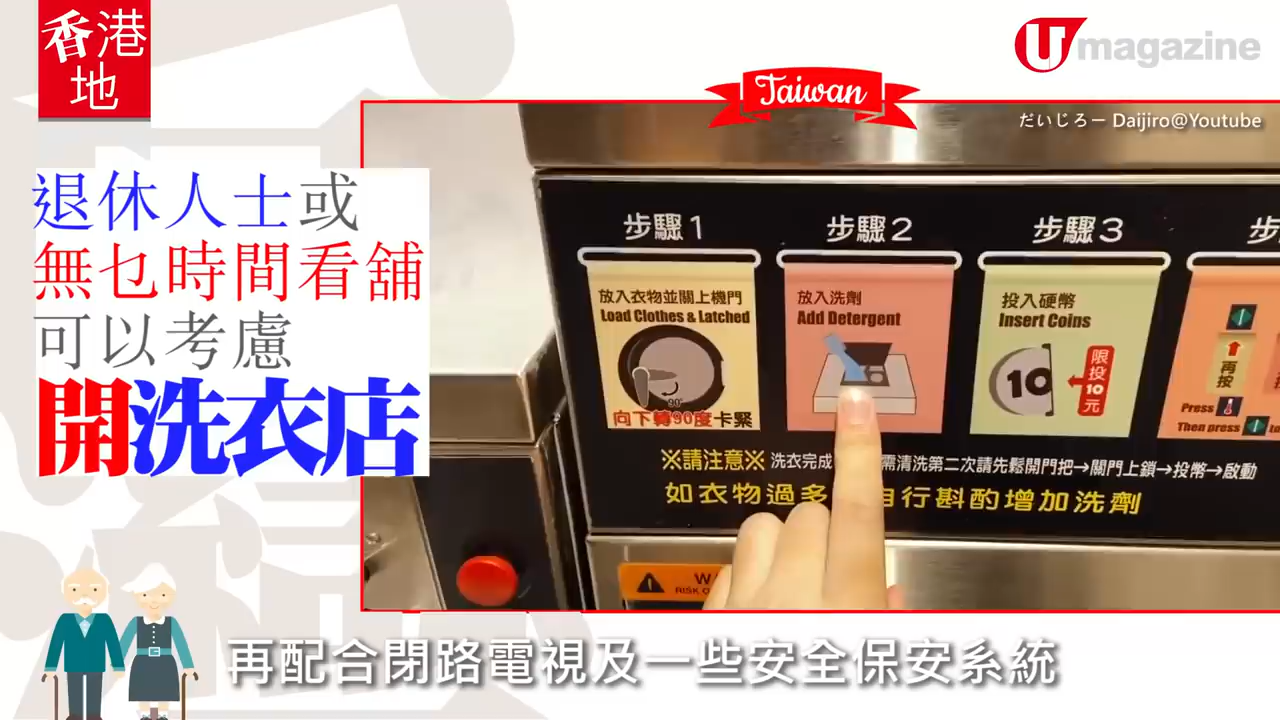 香港
地
U magazine
Taiwan
だいじろー Daijiro@Youtube
退休人士或
無乜時間看舖
可以考慮
開洗衣店
步驟1
放入衣物並關上機門
Load Clothes & Latched
90°
向下轉90度卡緊
步驟2
放入洗劑
Add Detergent
步驟3
投入硬幣
Insert Coins
10
限投10元
步
再按
Press
Then press
※請注意※ 洗衣完成 需清洗第二次請先鬆開門把→關門上鎖→投幣→啟動
如衣物過多 自行斟酌增加洗劑
再配合閉路電視及一些安全保安系統